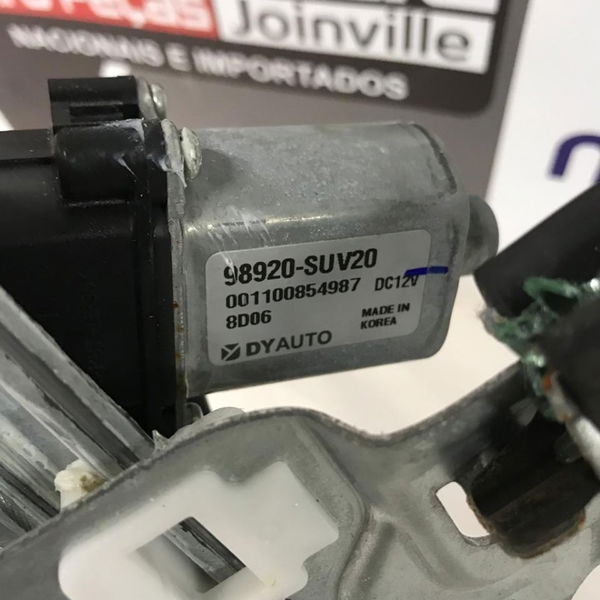 Joinville
NACIONAIS E IMPORTADOS
98920-SUV20
001100854987 DC12V
8D06 MADE IN
KOREA
DYAUTO